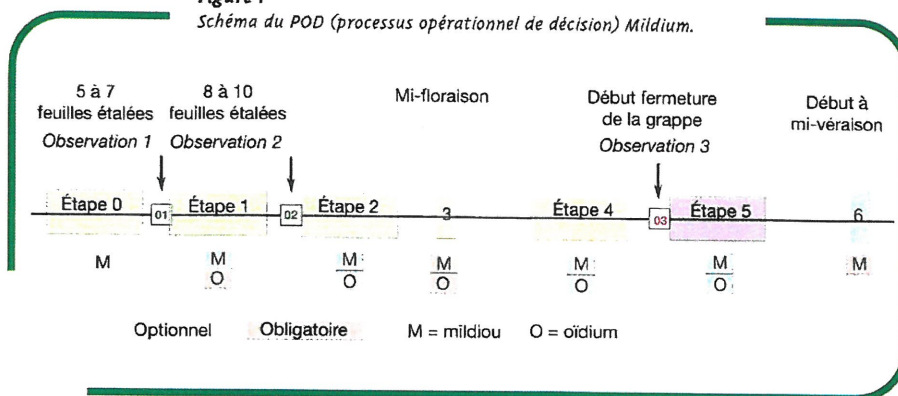 Schéma du POD (processus opérationnel de décision) Mildium.
5 à 7
feuilles étalées
Observation 1
8 à 10
feuilles étalées
Observation 2
Mi-floraison
Début fermeture
de la grappe
Observation 3
Début à
mi-véraison
Étape 0
01
Étape 1
02
Étape 2
3
Étape 4
03
Étape 5
6
M
M
O
M
O
M
O
M
O
M
O
M
Optionnel
Obligatoire
M = mildiou
O = oïdium